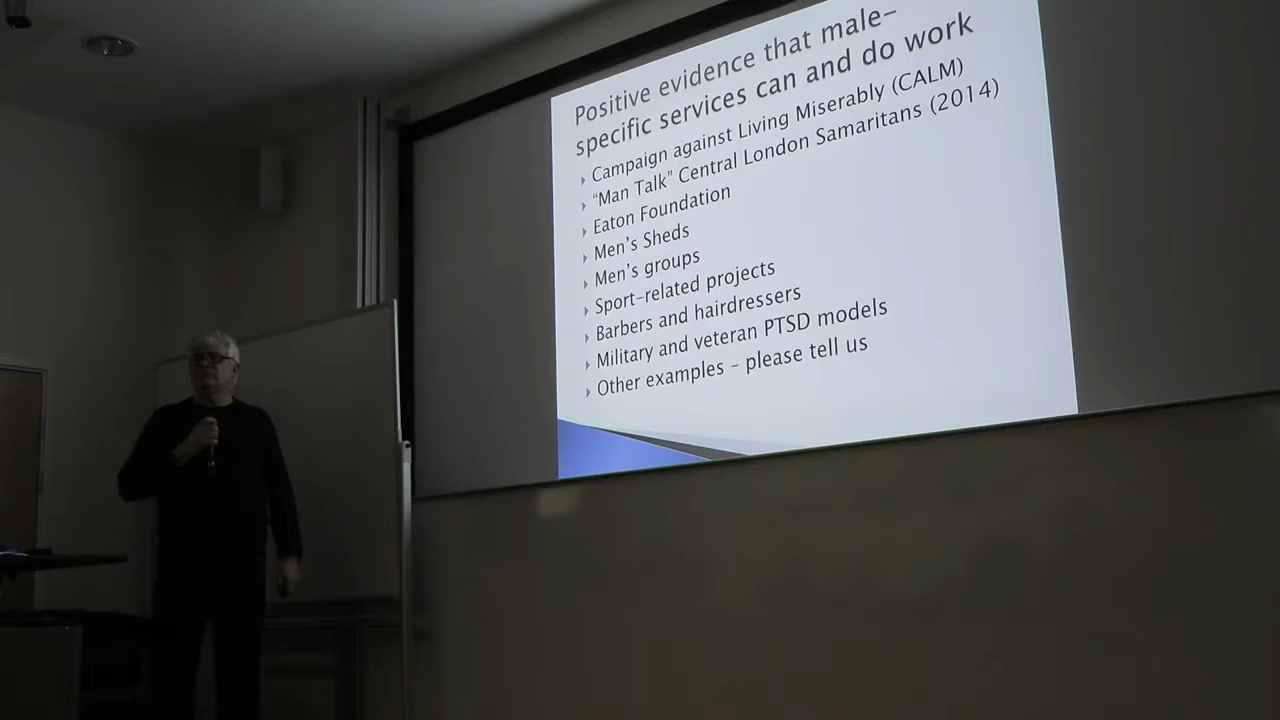 Positive evidence that male-
specific services can and do work
Campaign against Living Miserably (CALM)
“Man Talk” Central London Samaritans (2014)
Eaton Foundation
Men’s Sheds
Men’s groups
Sport-related projects
Barbers and hairdressers
Military and veteran PTSD models
Other examples – please tell us